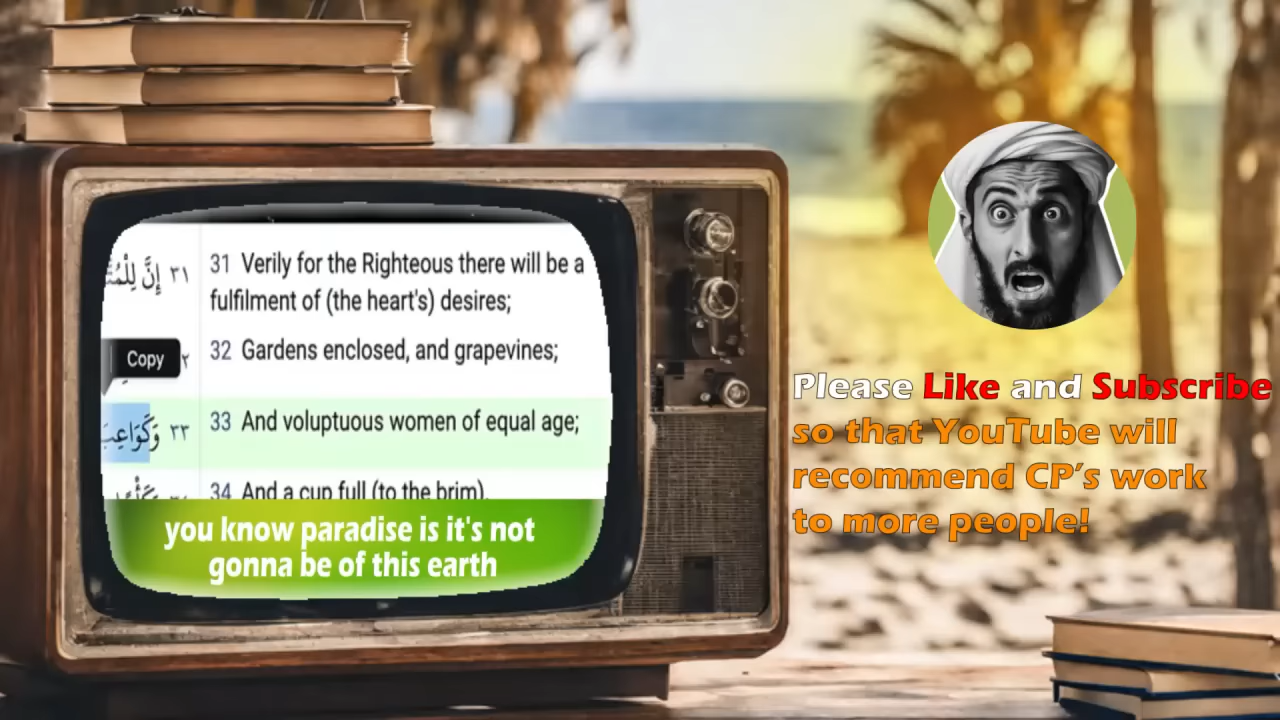 ٣١ إِنَّ
31 Verily for the Righteous there will be a
fulfilment of (the heart's) desires;
Copy
32 Gardens enclosed, and grapevines;
٣٣
33 And voluptuous women of equal age;
34 And a cup full (to the brim).
you know paradise is it's not
gonna be of this earth
Please Like and Subscribe
so that YouTube will
recommend CP’s work
to more people!